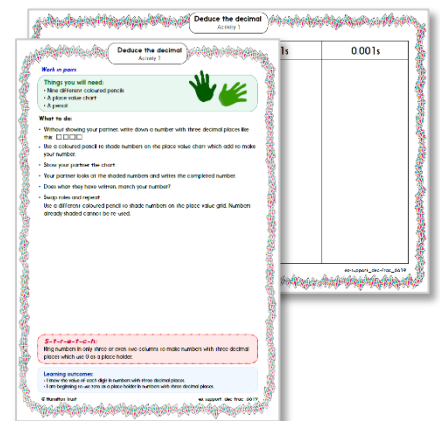 Deduce the decimal
Activity 1
1s
0.001s
ex-support_dec-frac_6619
Deduce the decimal
Activity 1
Work in pairs
Things you will need:
• Nine different coloured pencils
• A place value chart
• A pencil
What to do:
• Without showing your partner, write down a number with three decimal places like
this: □.□□□
• Use a coloured pencil to shade numbers on the place value chart which add to make
your number.
• Show your partner the chart.
• Your partner looks at the shaded numbers and writes the completed number.
• Does what they have written match your number?
• Swap roles and repeat.
Use a different coloured pencil to shade numbers on the place value grid. Numbers
already shaded cannot be re-used.
S-t-r-e-t-c-h:
Ring numbers in only three or even two columns to make numbers with three decimal
places which use 0 as a place holder.
Learning outcomes:
• I know the value of each digit in numbers with three decimal places.
• I am beginning to use zero as a place holder in numbers with three decimal places.
© Hamilton Trust
ex-support_dec-frac_6619